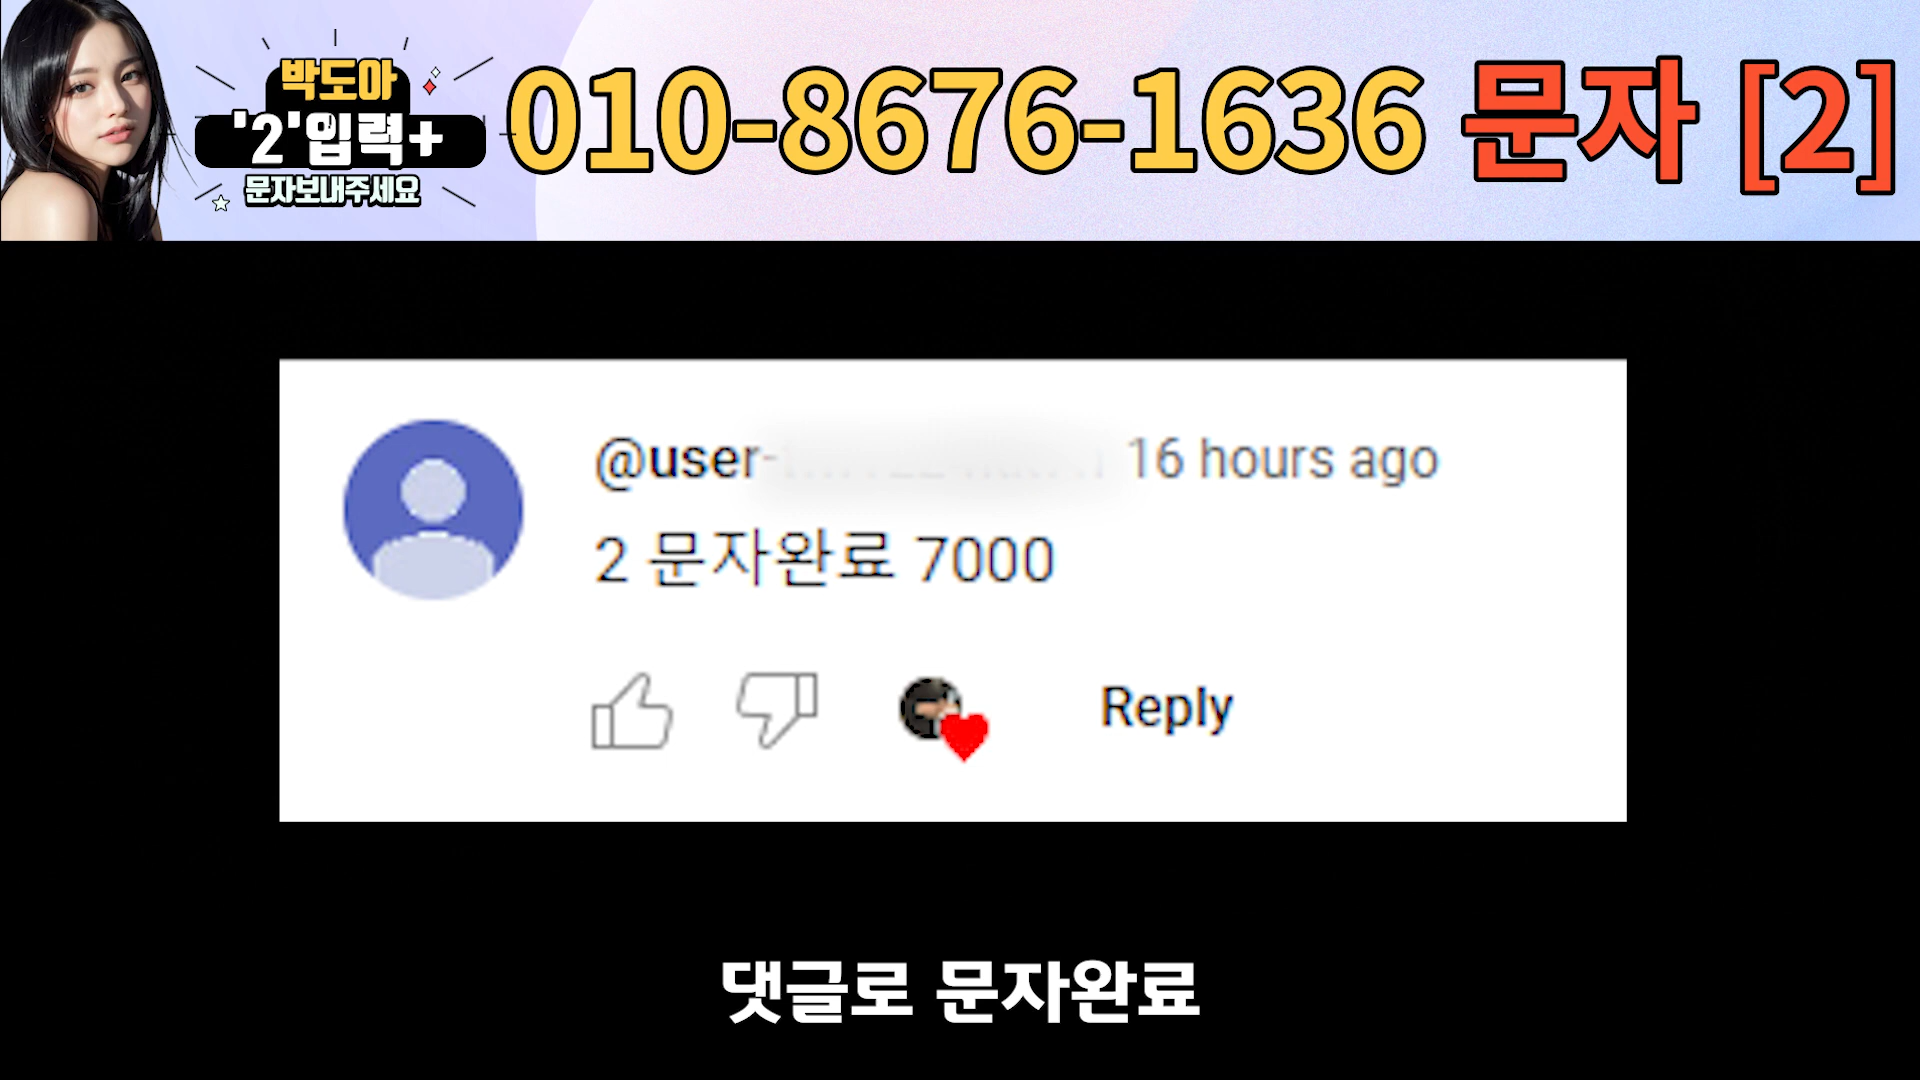 박도아
'2'입력+
문자보내주세요
010-8676-1636 문자 [2]
@user- 16 hours ago
2 문자완료 7000
Reply
댓글로 문자완료